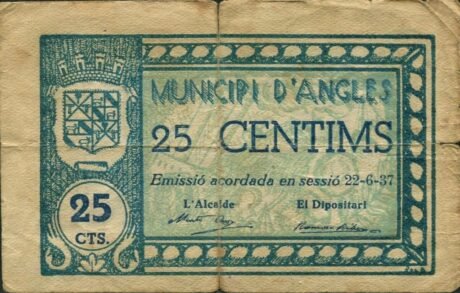 MUNICIPI D'ANGLES
25 CENTIMS
Emissió acordada en sessió 22-6-37
L'Alcalde
El Dipositari
25
CTS.